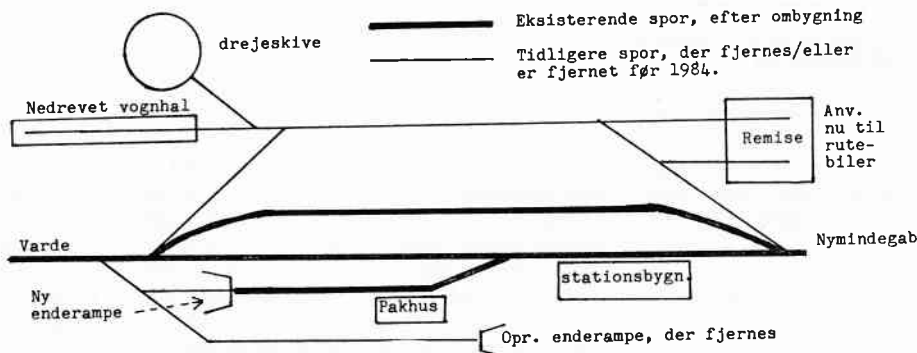 drejeskive
Eksisterende spor, efter ombygning
Tidligere spor, der fjernes/eller
er fjernet før 1984.
Nedrevet vognhal
Remise
Anv.
nu til
rute-
biler
Varde
Nymindegab
stationsbygn.
Ny
enderampe
Pakhus
Opr. enderampe, der fjernes